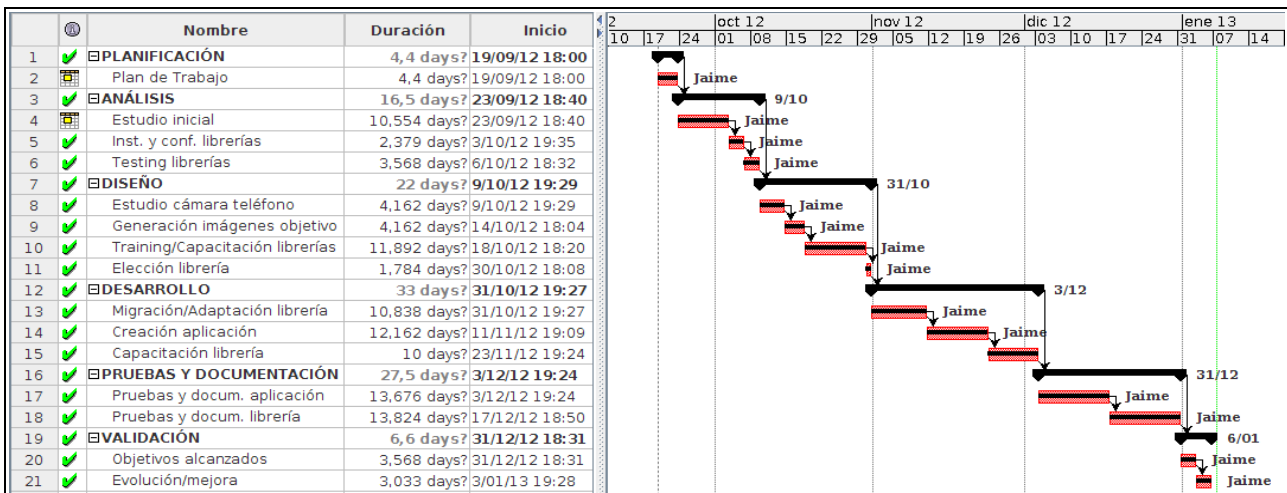 2 oct 12 nov 12 dic 12 ene 13
Nombre Duración Inicio 10 17 24 01 08 15 22 29 05 12 19 26 03 10 17 24 31 07 14
1 PLANIFICACIÓN 4,4 days? 19/09/12 18:00
2 Plan de Trabajo 4,4 days? 19/09/12 18:00 Jaime
3 ANÁLISIS 16,5 days? 23/09/12 18:40 9/10
4 Estudio inicial 10,554 days? 23/09/12 18:40 Jaime
5 Inst. y conf. librerías 2,379 days? 3/10/12 19:35 Jaime
6 Testing librerías 3,568 days? 6/10/12 18:32 Jaime
7 DISEÑO 22 days? 9/10/12 19:29 31/10
8 Estudio cámara teléfono 4,162 days? 9/10/12 19:29 Jaime
9 Generación imágenes objetivo 4,162 days? 14/10/12 18:04 Jaime
10 Training/Capacitación librerías 11,892 days? 18/10/12 18:20 Jaime
11 Elección librería 1,784 days? 30/10/12 18:08 Jaime
12 DESARROLLO 33 days? 31/10/12 19:27 3/12
13 Migración/Adaptación librería 10,838 days? 31/10/12 19:27 Jaime
14 Creación aplicación 12,162 days? 11/11/12 19:09 Jaime
15 Capacitación librería 10 days? 23/11/12 19:24
16 PRUEBAS Y DOCUMENTACIÓN 27,5 days? 3/12/12 19:24 31/12
17 Pruebas y docum. aplicación 13,676 days? 3/12/12 19:24 Jaime
18 Pruebas y docum. librería 13,824 days? 17/12/12 18:50 Jaime
19 VALIDACIÓN 6,6 days? 31/12/12 18:31 6/01
20 Objetivos alcanzados 3,568 days? 31/12/12 18:31 Jaime
21 Evolución/mejora 3,033 days? 3/01/13 19:28 Jaime